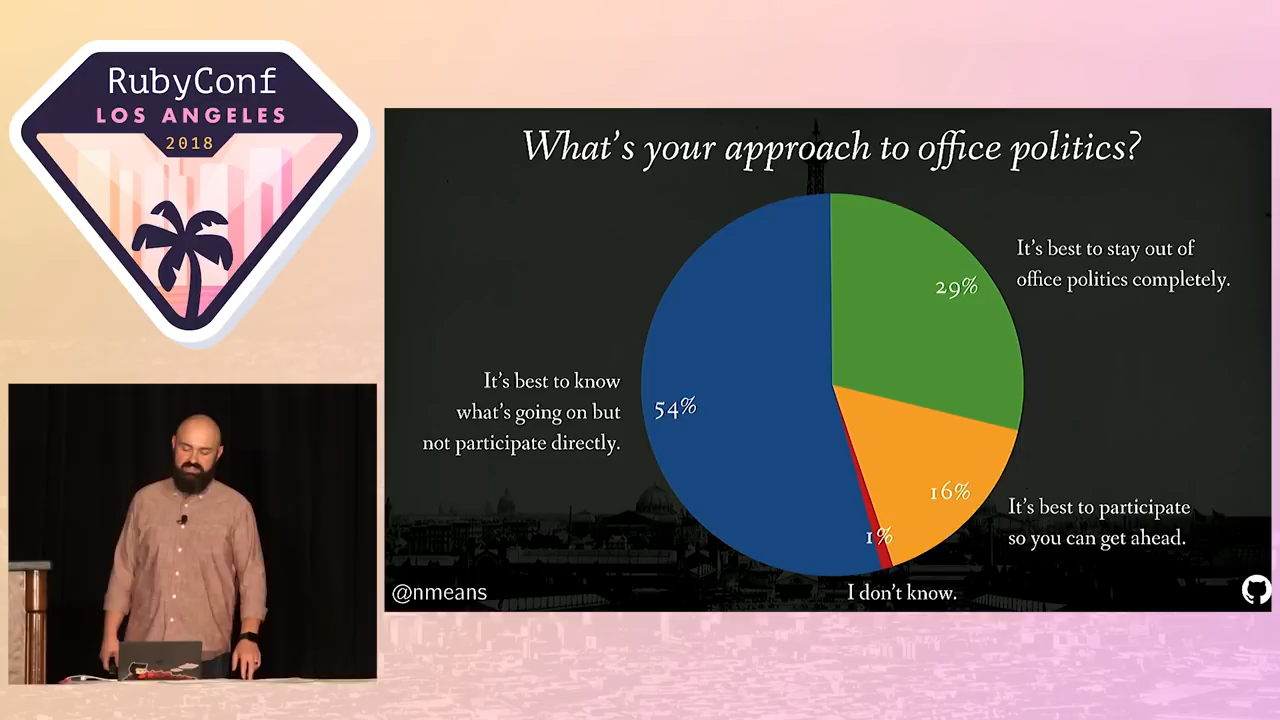 RubyConf
LOS ANGELES
2018
What's your approach to office politics?
It's best to stay out of
office politics completely.
29%
It's best to know
what's going on but
not participate directly.
54%
16%
It's best to participate
so you can get ahead.
1%
I don't know.
@nmeans